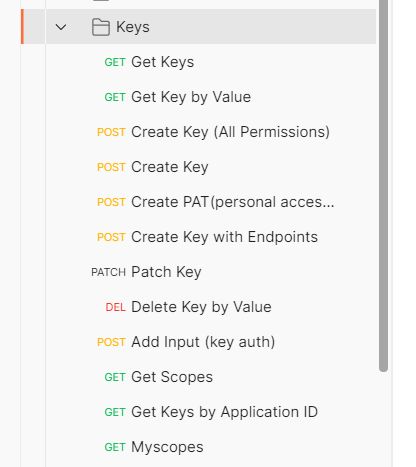 Keys
GET Get Keys
GET Get Key by Value
POST Create Key (All Permissions)
POST Create Key
POST Create PAT(personal acces...
POST Create Key with Endpoints
PATCH Patch Key
DEL Delete Key by Value
POST Add Input (key auth)
GET Get Scopes
GET Get Keys by Application ID
GET Myscopes